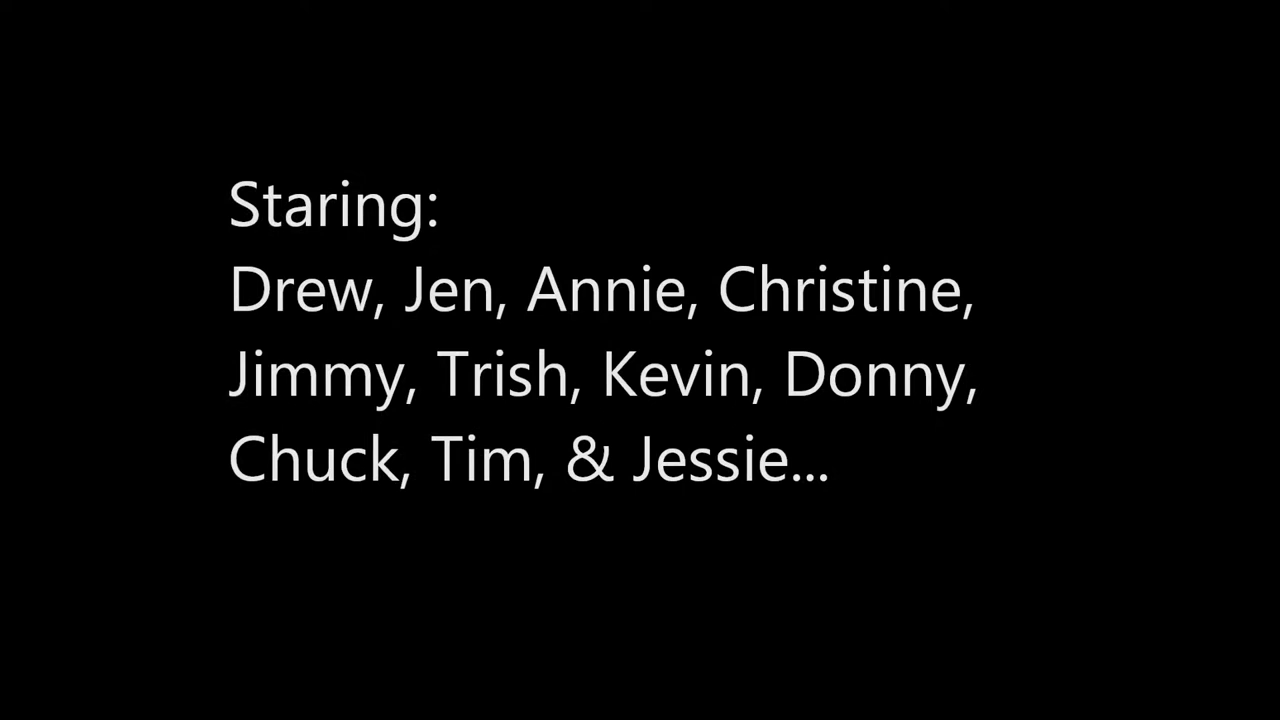 Staring:
Drew, Jen, Annie, Christine,
Jimmy, Trish, Kevin, Donny,
Chuck, Tim, & Jessie...